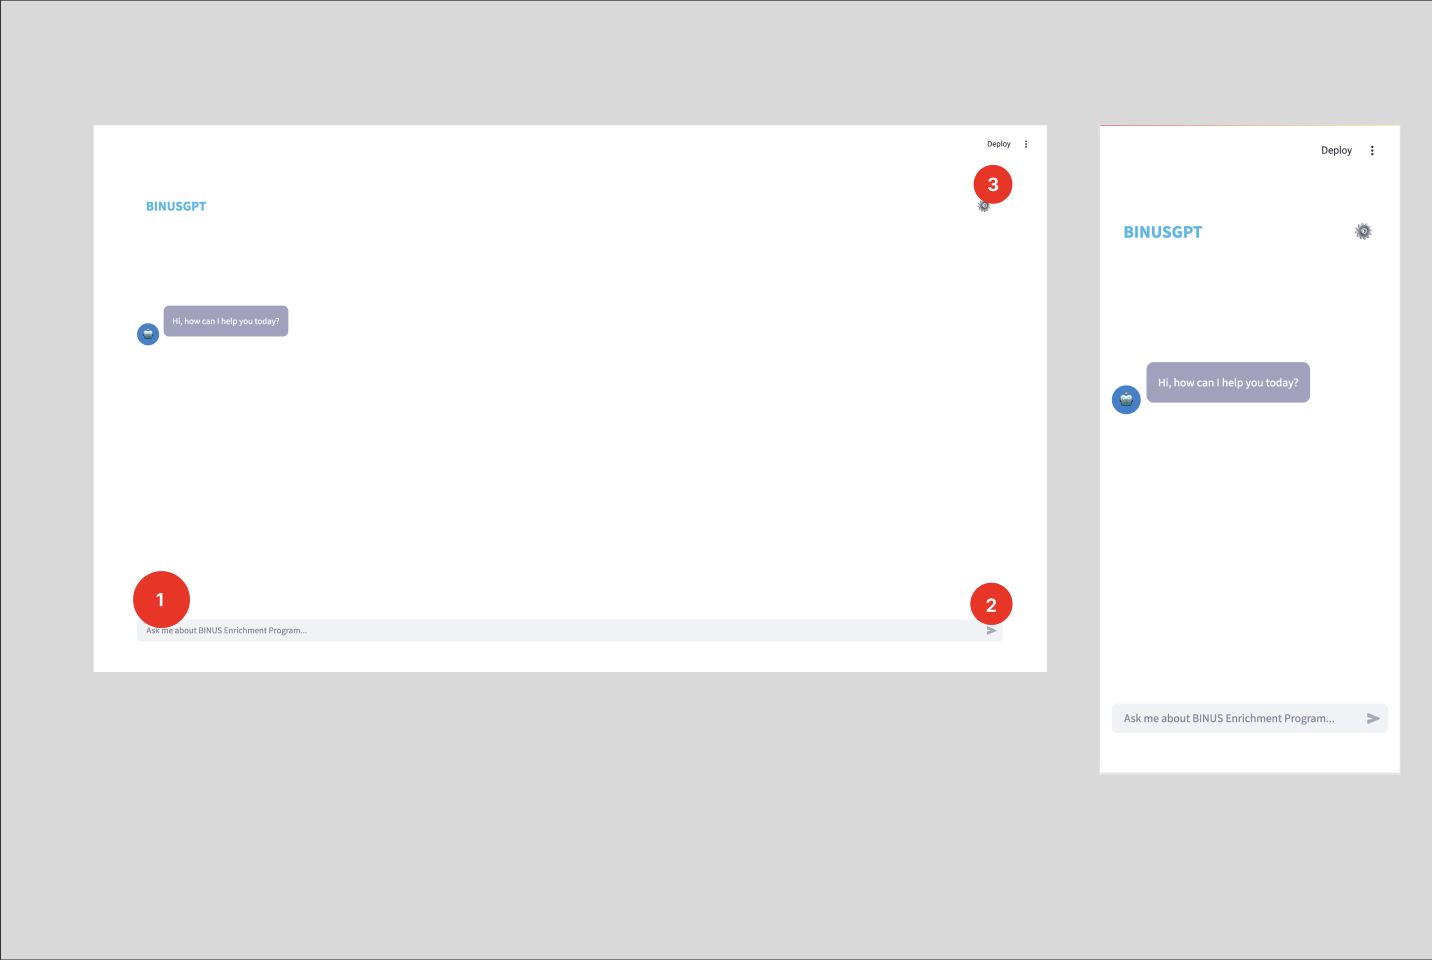 Deploy
3
BINUSGPT
Hi, how can I help you today?
1
2
Ask me about BINUS Enrichment Program...
Deploy
BINUSGPT
Hi, how can I help you today?
Ask me about BINUS Enrichment Program...